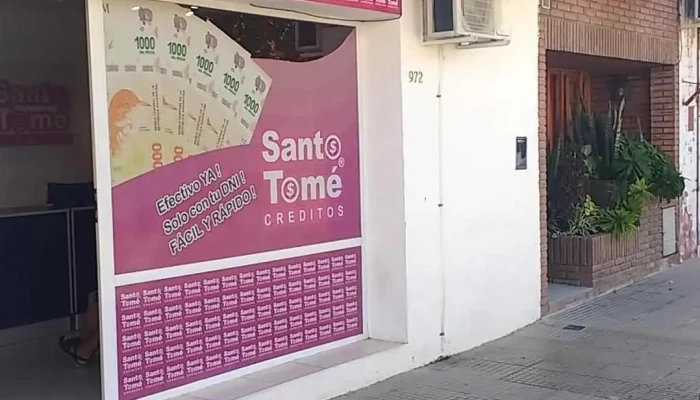 1000
1000
1000
1000
1000
Santo
Tomé
CREDITOS
®
Efectivo YA !
Solo con tu DNI !
FÁCIL Y RÁPIDO !
972
Santo
Tomé